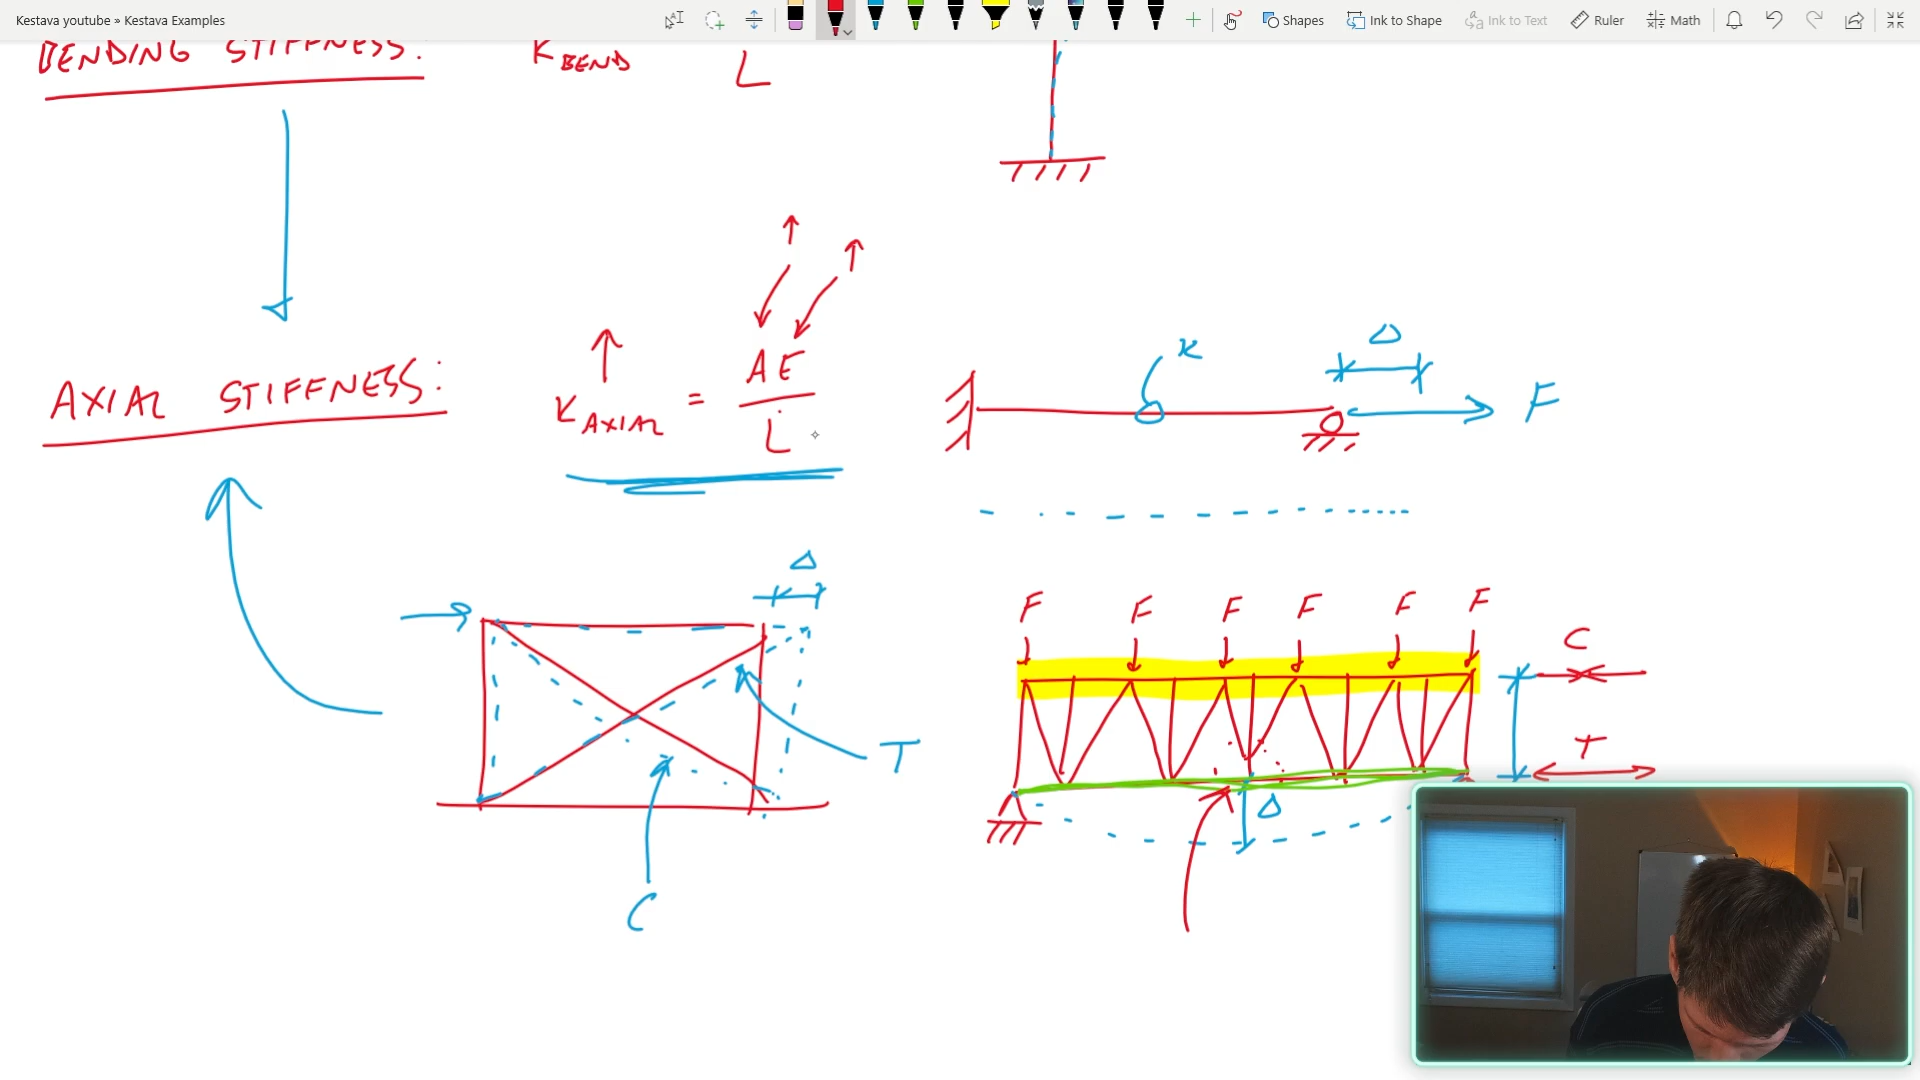 Kestava youtube » Kestava Examples
Shapes
Ink to Shape
Ink to Text
Ruler
Math
BENDING STIFFNESS:
K BEND
L
AXIAL STIFFNESS:
K AXIAL = AE / L
K
Δ
F
Δ
T
C
F F F F F F
C
T
Δ